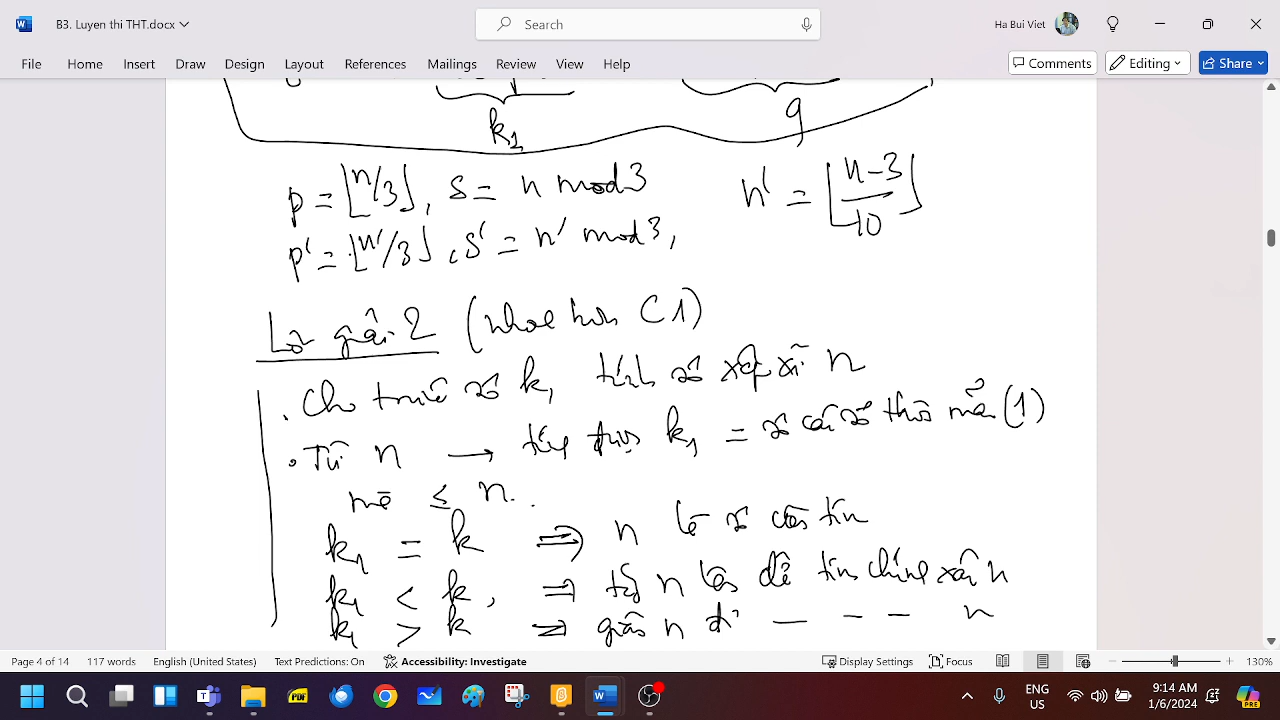 B3. Luyen thi THT.docx
Search
Ha Bui Viet
File Home Insert Draw Design Layout References Mailings Review View Help
Comments Editing Share
k₁ q
p = ⌊n/3⌋, s = n mod 3
n' = ⌊(n-3)/10⌋
p' = ⌊n'/3⌋, s' = n' mod 3,
Lời giải 2 (nhanh hơn C1)
. Cho trước số k, tính số xấp xỉ n
. Từ n → tính được k₁ = số các số thỏa mãn (1)
mà ≤ n.
k₁ = k ⇒ n là số cần tìm
k₁ < k, ⇒ tăng n lên để tìm chính xác n
k₁ > k ⇒ giảm n đi — — — n
Page 4 of 14 117 words English (United States) Text Predictions: On Accessibility: Investigate Display Settings Focus 130%
ENG 9:14 AM
1/6/2024
PRE